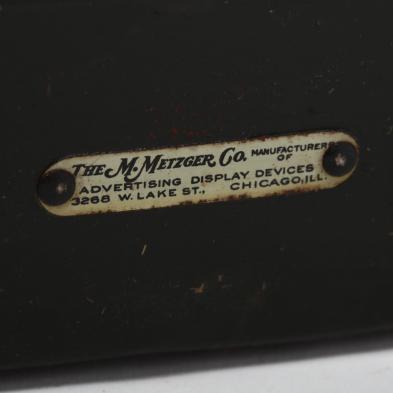 THE M. METZGER CO. MANUFACTURERS OF
ADVERTISING DISPLAY DEVICES
3268 W. LAKE ST., CHICAGO, ILL.